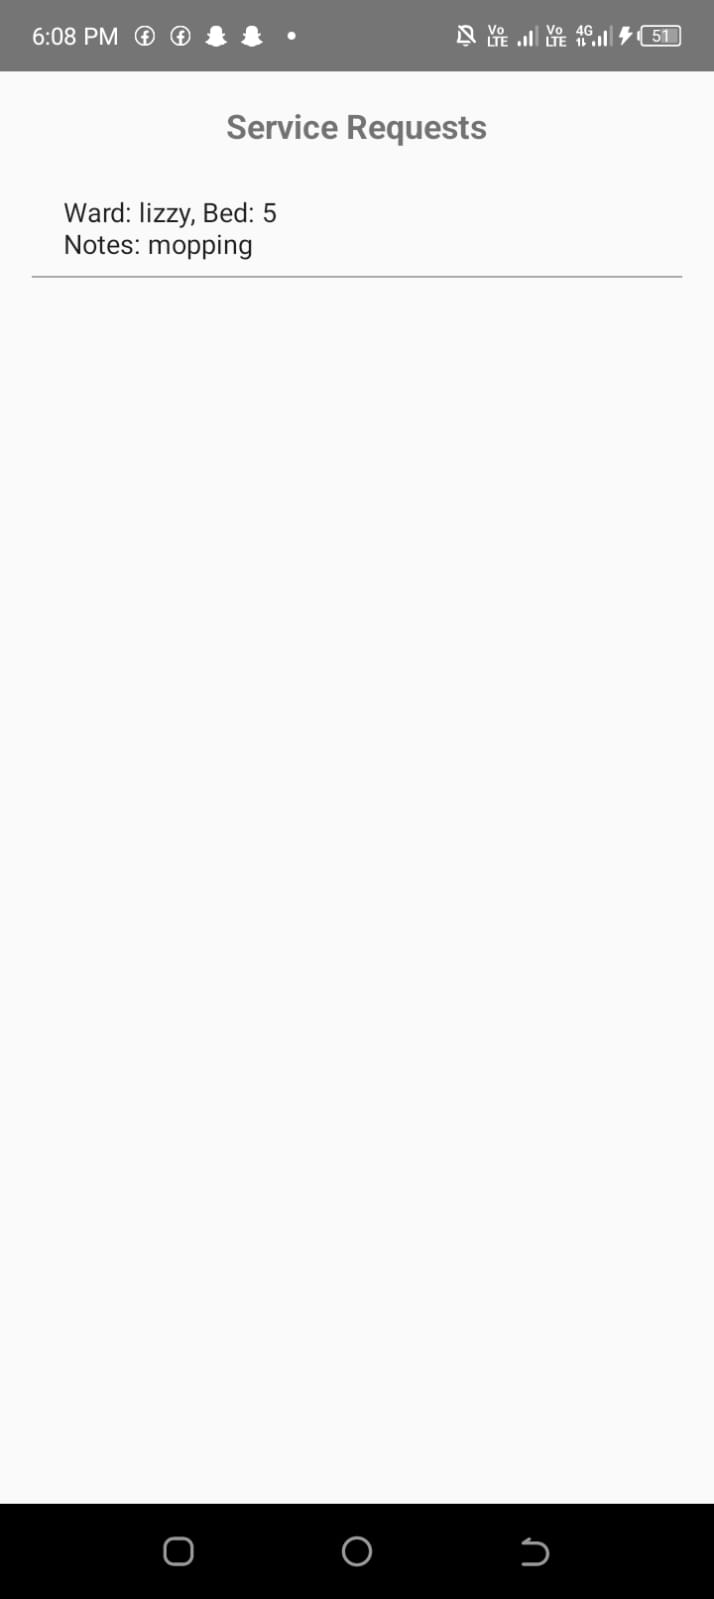 6:08 PM
Vo LTE Vo LTE 4G 51
Service Requests
Ward: lizzy, Bed: 5
Notes: mopping